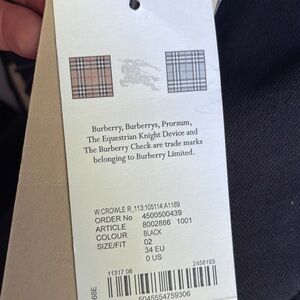 Burberry, Burberrys, Prorsum,
The Equestrian Knight Device and
The Burberry Check are trade marks
belonging to Burberry Limited.
W:CROWLE R_113:105114:A1189
ORDER No 4500500439
ARTICLE 8002886 1001
COLOUR BLACK
SIZE/FIT 02
34 EU
0 US
11317 08 2458193
5045554759306